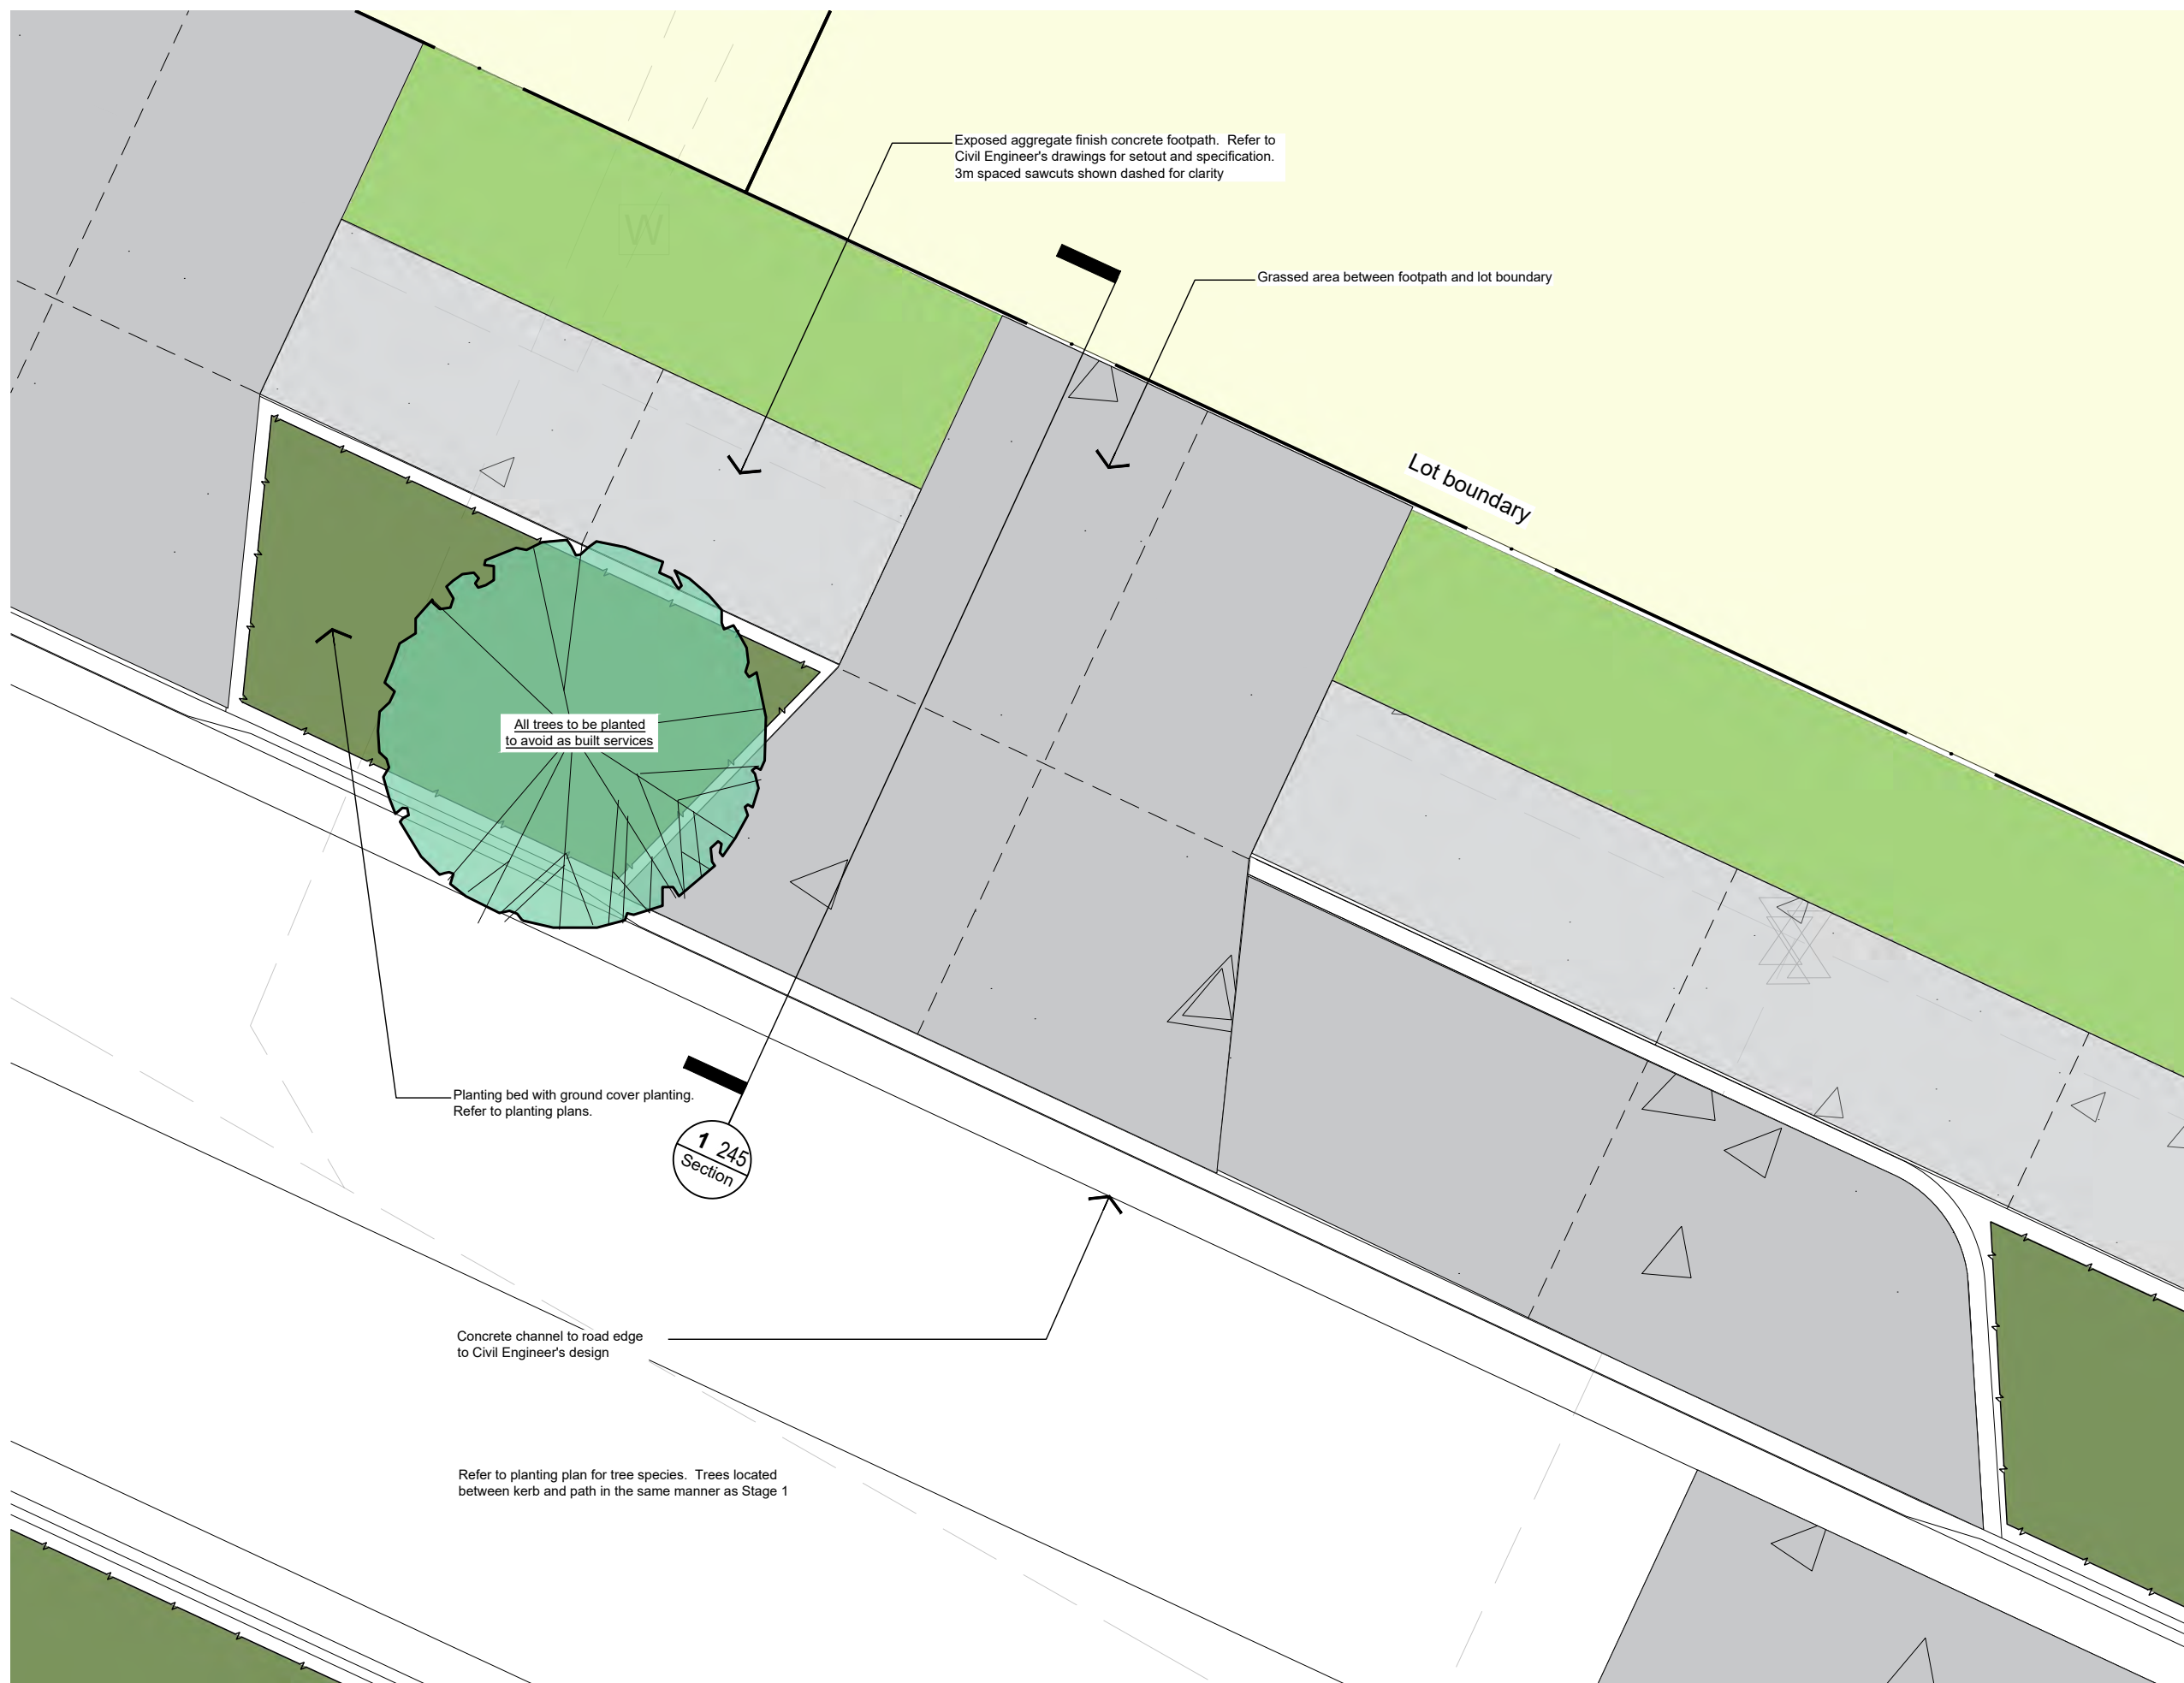 Exposed aggregate finish concrete footpath.  Refer to
Civil Engineer's drawings for setout and specification.
3m spaced sawcuts shown dashed for clarity
W
Grassed area between footpath and lot boundary
Lot boundary
All trees to be planted
to avoid as built services
Planting bed with ground cover planting.
Refer to planting plans.
1 245
Section
Concrete channel to road edge
to Civil Engineer's design
Refer to planting plan for tree species.  Trees located
between kerb and path in the same manner as Stage 1